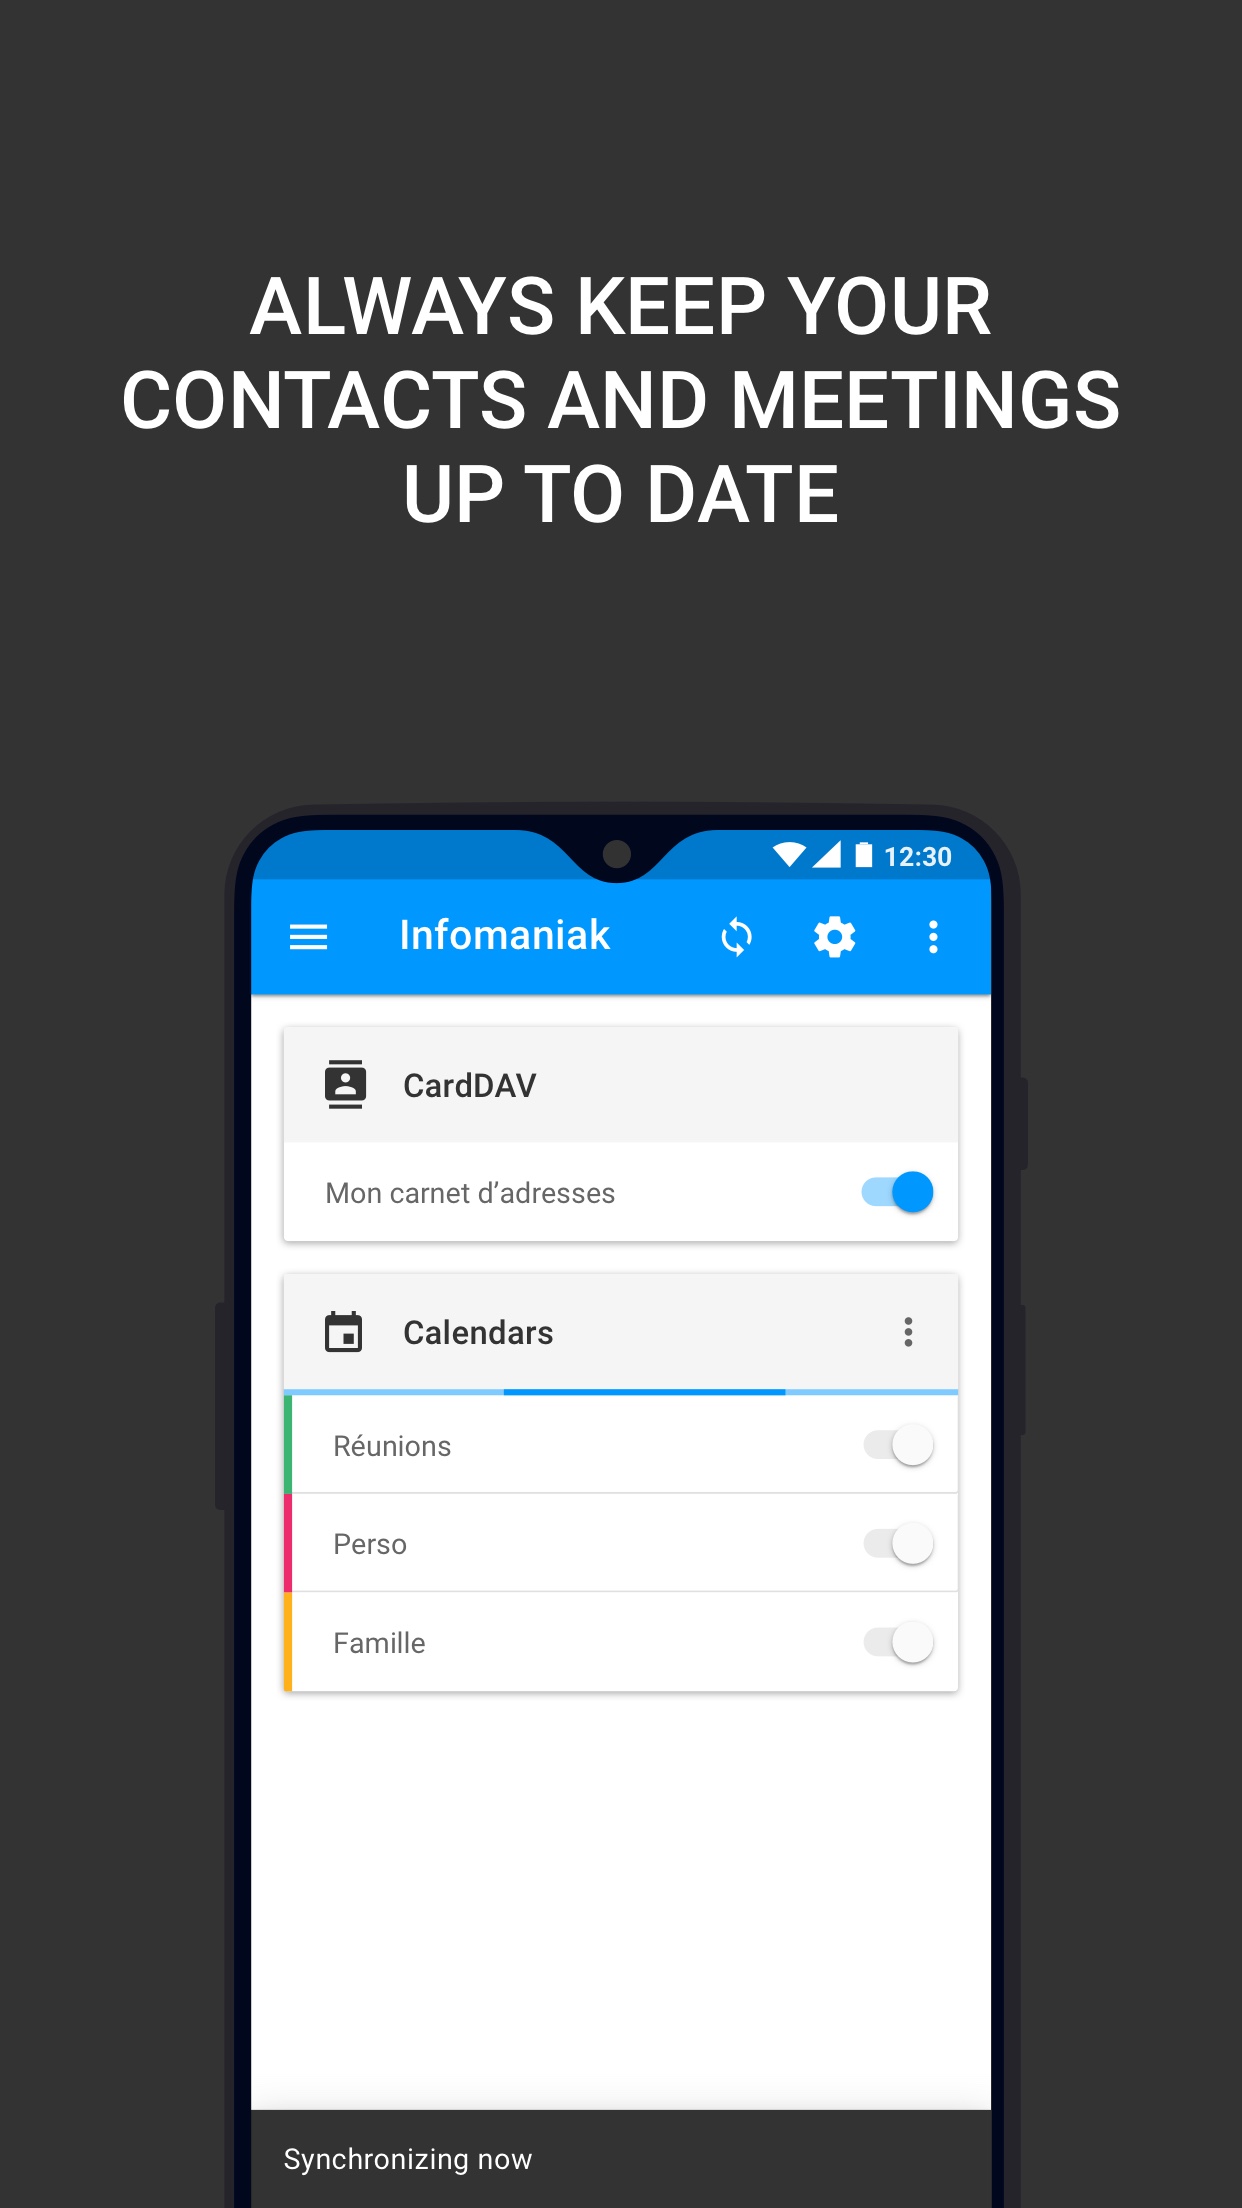 ALWAYS KEEP YOUR
CONTACTS AND MEETINGS
UP TO DATE
12:30
Infomaniak
CardDAV
Mon carnet d’adresses
Calendars
Réunions
Perso
Famille
Synchronizing now